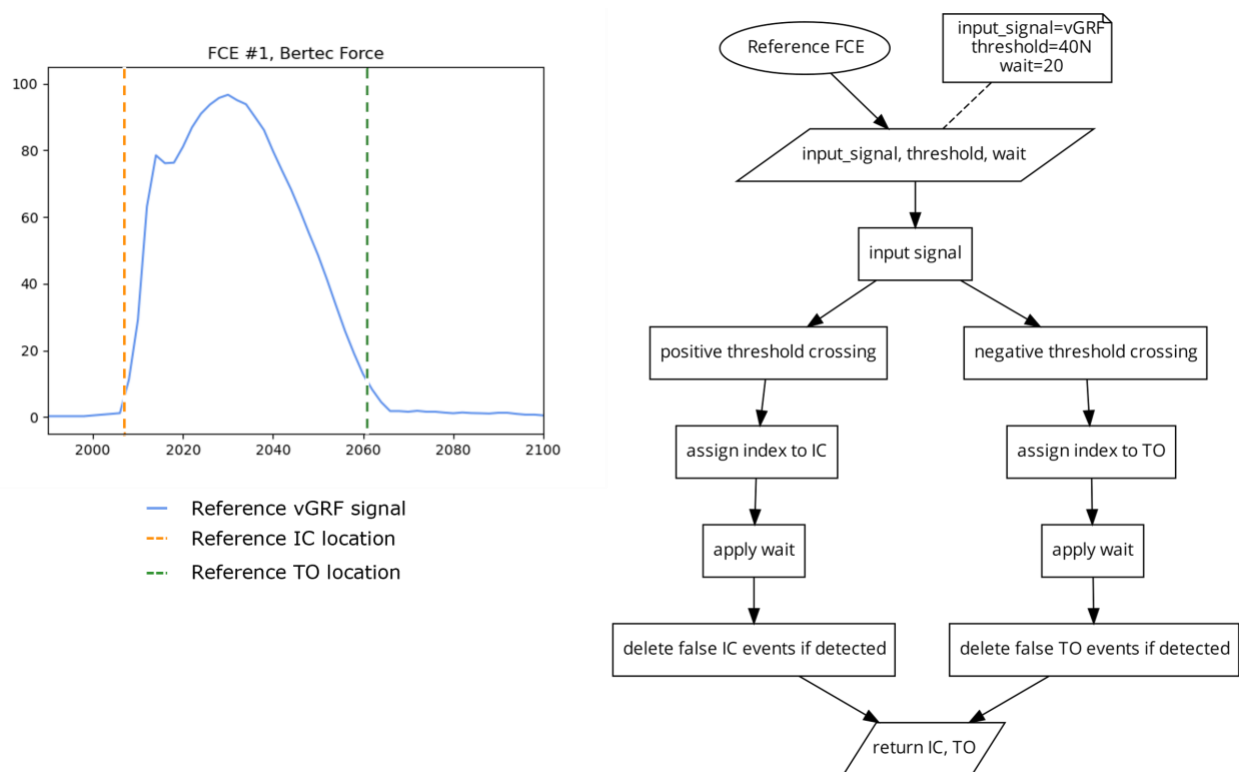 FCE #1, Bertec Force
100
80
60
40
20
0
2000 2020 2040 2060 2080 2100
Reference vGRF signal
Reference IC location
Reference TO location
Reference FCE
input_signal=vGRF
threshold=40N
wait=20
input_signal, threshold, wait
input signal
positive threshold crossing
negative threshold crossing
assign index to IC
assign index to TO
apply wait
apply wait
delete false IC events if detected
delete false TO events if detected
return IC, TO